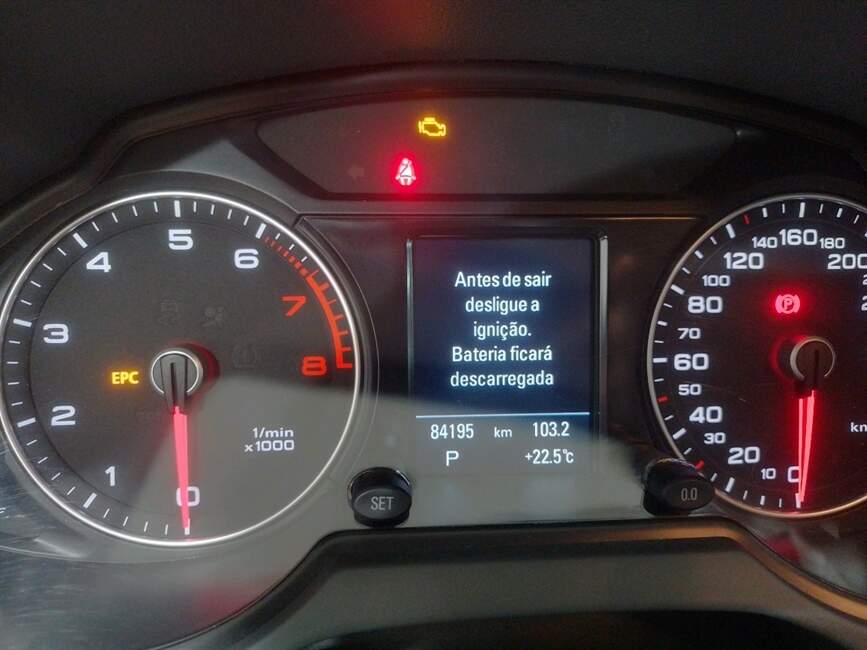 Antes de sair
desligue a
ignição.
Bateria ficará
descarregada
84195 km 103.2
P +22.5°c
EPC
0
1
2
3
4
5
6
7
8
1/min
x1000
SET
0.0
0
10
20
30
40
50
60
70
80
100
120
140
160
180
200
P